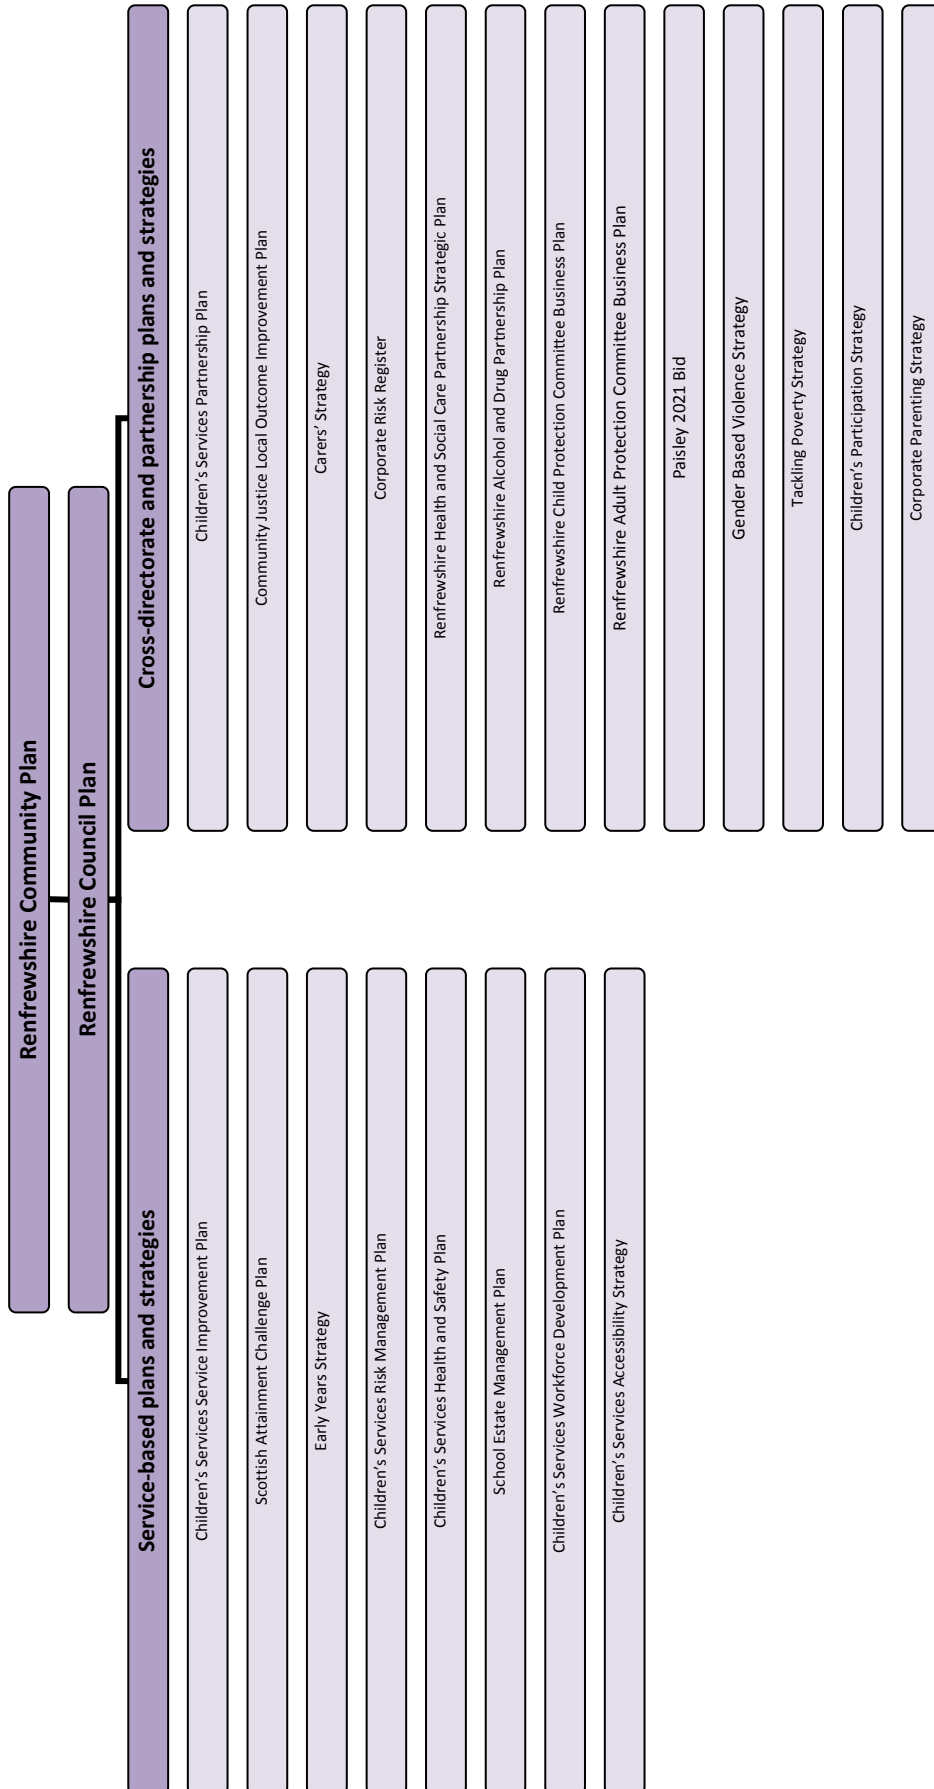 Renfrewshire Community Plan
Renfrewshire Council Plan
Service-based plans and strategies
Children’s Services Service Improvement Plan
Scottish Attainment Challenge Plan
Early Years Strategy
Children’s Services Risk Management Plan
Children’s Services Health and Safety Plan
School Estate Management Plan
Children’s Services Workforce Development Plan
Children’s Services Accessibility Strategy
Cross-directorate and partnership plans and strategies
Children’s Services Partnership Plan
Community Justice Local Outcome Improvement Plan
Carers’ Strategy
Corporate Risk Register
Renfrewshire Health and Social Care Partnership Strategic Plan
Renfrewshire Alcohol and Drug Partnership Plan
Renfrewshire Child Protection Committee Business Plan
Renfrewshire Adult Protection Committee Business Plan
Paisley 2021 Bid
Gender Based Violence Strategy
Tackling Poverty Strategy
Children’s Participation Strategy
Corporate Parenting Strategy